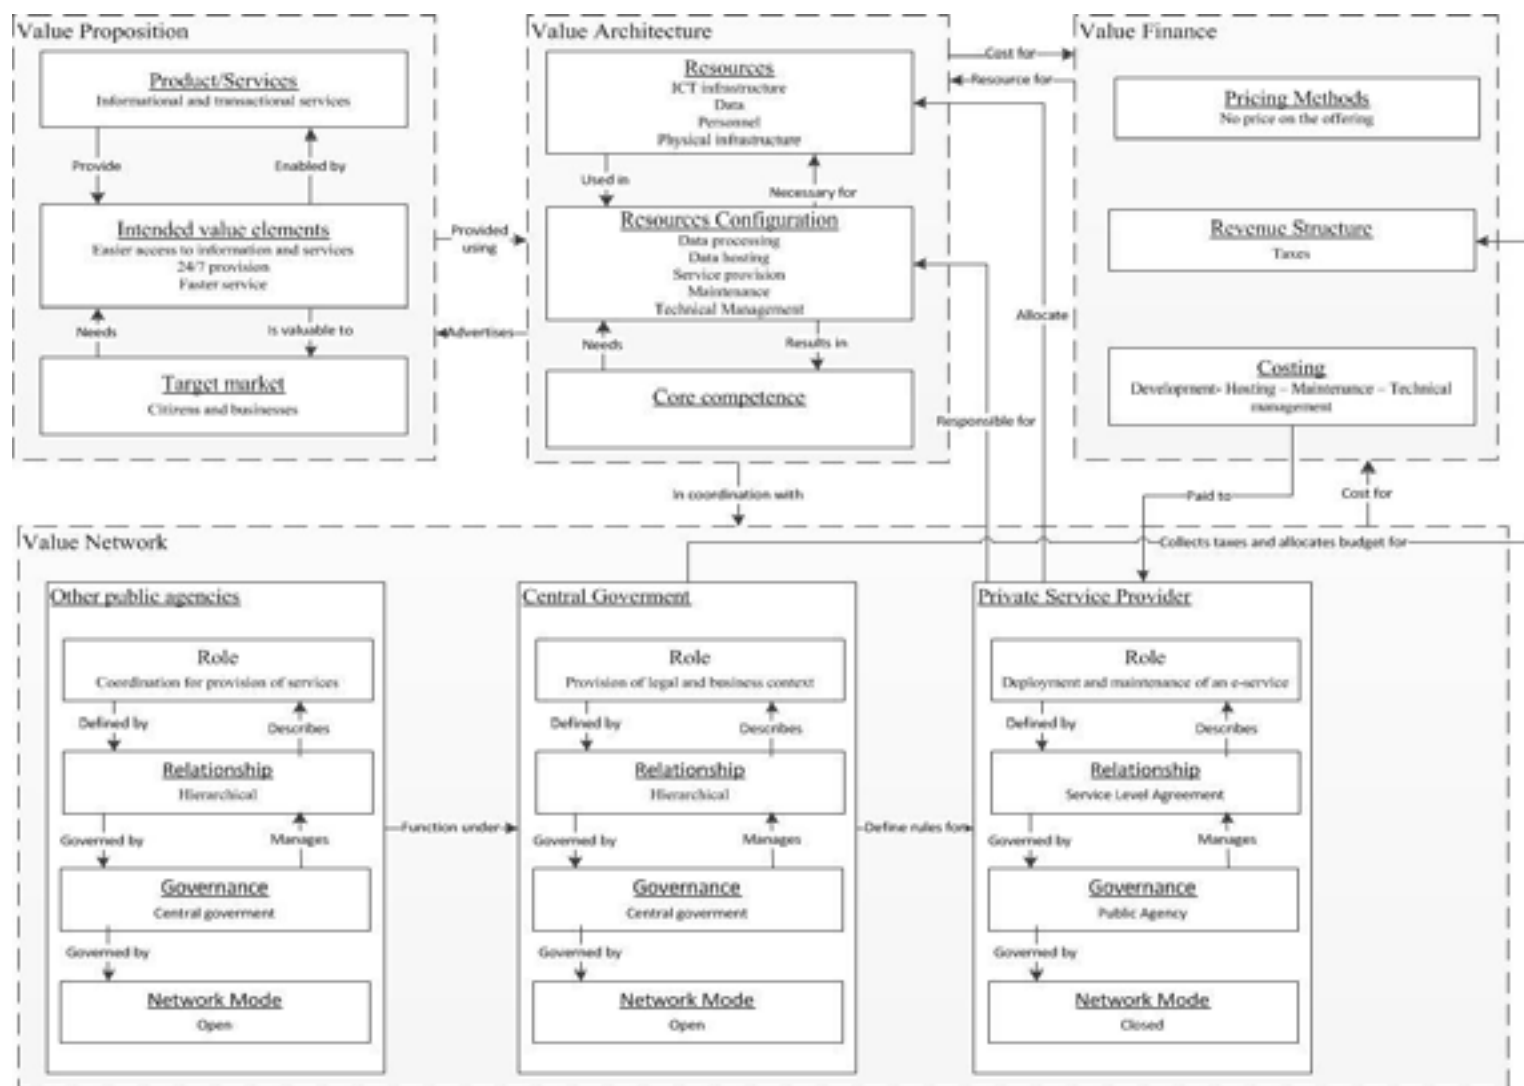 Value Proposition
Product/Services
Informational and transactional services
Provide
Enabled by
Intended value elements
Easier access to information and services
24/7 provision
Faster service
Needs
Is valuable to
Target market
Citizens and businesses
Provided
using
Advertises
Value Architecture
Resources
ICT infrastructure
Data
Personnel
Physical infrastructure
Used in
Necessary for
Resources Configuration
Data processing
Data hosting
Service provision
Maintenance
Technical Management
Needs
Results in
Core competence
Cost for
Resource for
Allocate
Responsible for
Value Finance
Pricing Methods
No price on the offering
Revenue Structure
Taxes
Costing
Development- Hosting – Maintenance – Technical
management
In coordination with
Paid to
Cost for
Value Network
Collects taxes and allocates budget for
Other public agencies
Role
Coordination for provision of services
Defined by
Describes
Relationship
Hierarchical
Governed by
Manages
Governance
Central goverment
Governed by
Network Mode
Open
Function under
Central Goverment
Role
Provision of legal and business context
Defined by
Describes
Relationship
Hierarchical
Governed by
Manages
Governance
Central goverment
Governed by
Network Mode
Open
Define rules for
Private Service Provider
Role
Deployment and maintenance of an e-service
Defined by
Describes
Relationship
Service Level Agreement
Governed by
Manages
Governance
Public Agency
Governed by
Network Mode
Closed